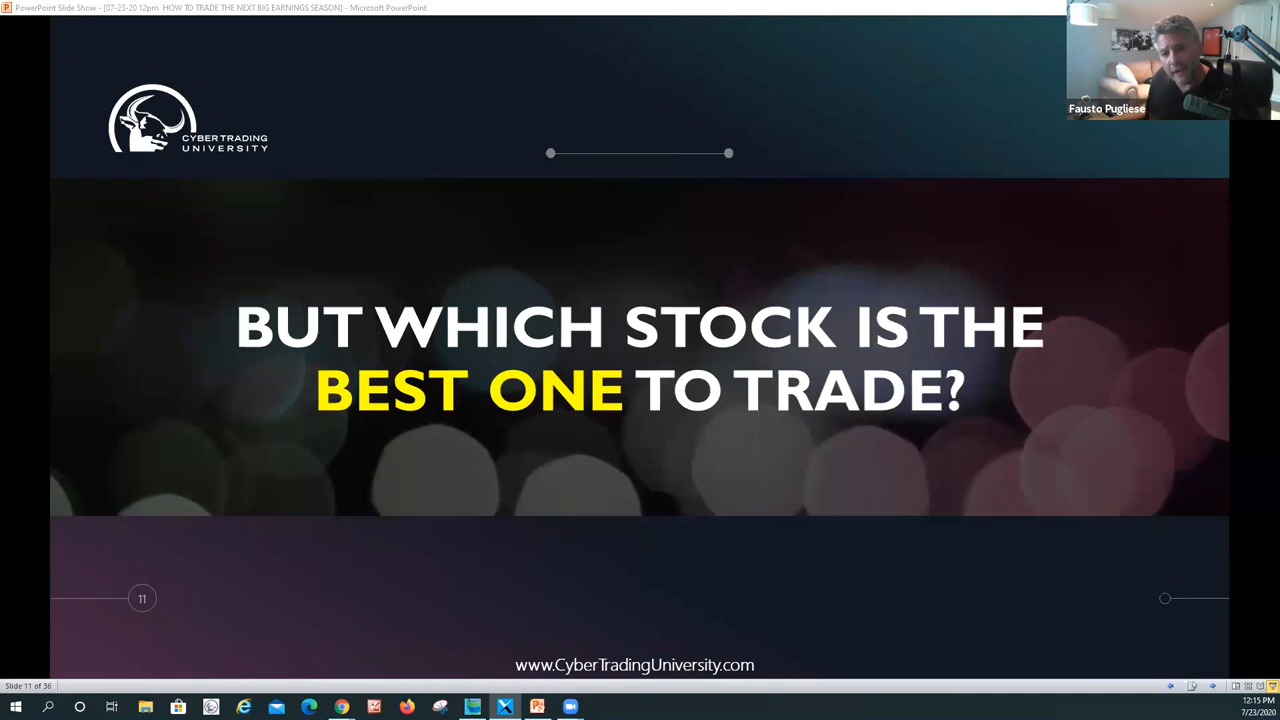 PowerPoint Slide Show - [07-23-20 12pm  HOW TO TRADE THE NEXT BIG EARNINGS SEASON] - Microsoft PowerPoint
Fausto Pugliese
CYBERTRADING
UNIVERSITY
BUT WHICH STOCK IS THE
BEST ONE TO TRADE?
11
www.CyberTradingUniversity.com
Slide 11 of 36
12:15 PM
7/23/2020